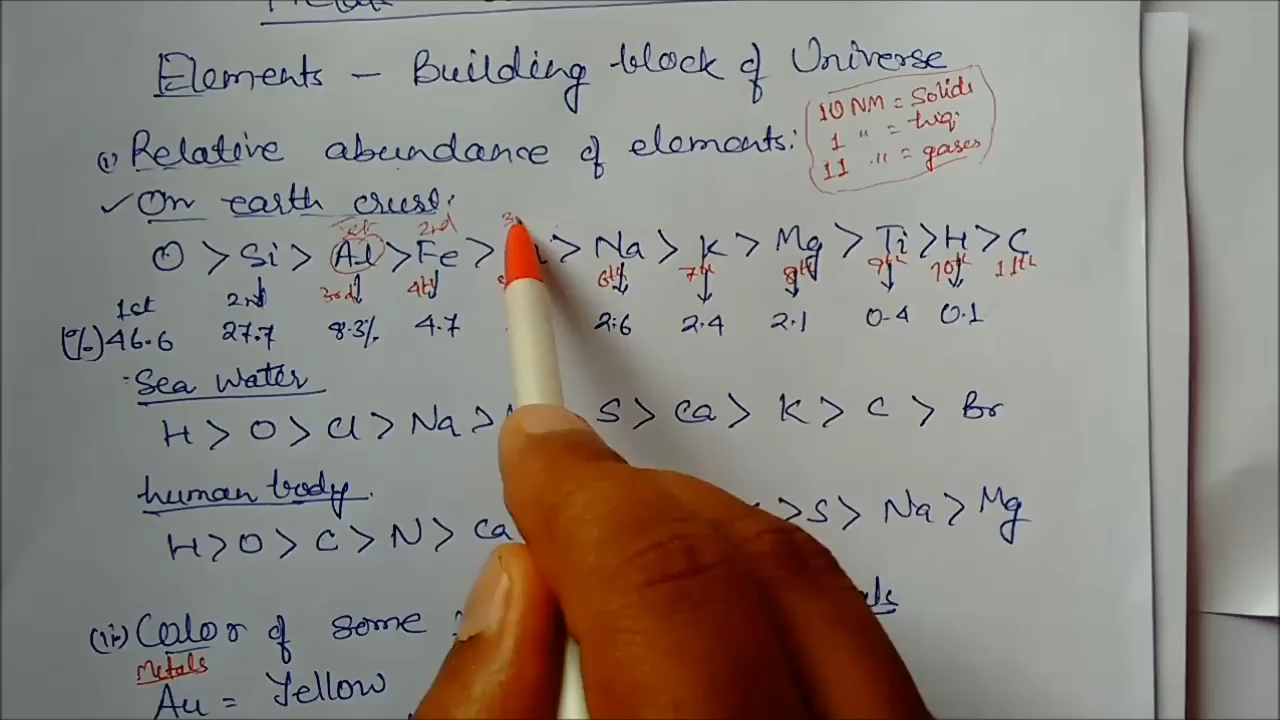 Elements - Building block of Universe
10 NM = Solids
1 " = liq.
11 " = gases
(i) Relative abundance of elements:
✓ On earth crust:
1st 2nd 3
O > Si > Al > Fe > > Na > K > Mg > Ti > H > C
1st 2nd 3rd 4th 6th 7th 8th 9th 10th 11th
(%) 46.6 27.7 8.3% 4.7 2.6 2.4 2.1 0.4 0.1
Sea Water
H > O > Cl > Na > S > Ca > K > C > Br
human body.
H > O > C > N > Ca > S > Na > Mg
(ii) Color of some
Metals
Au = Yellow